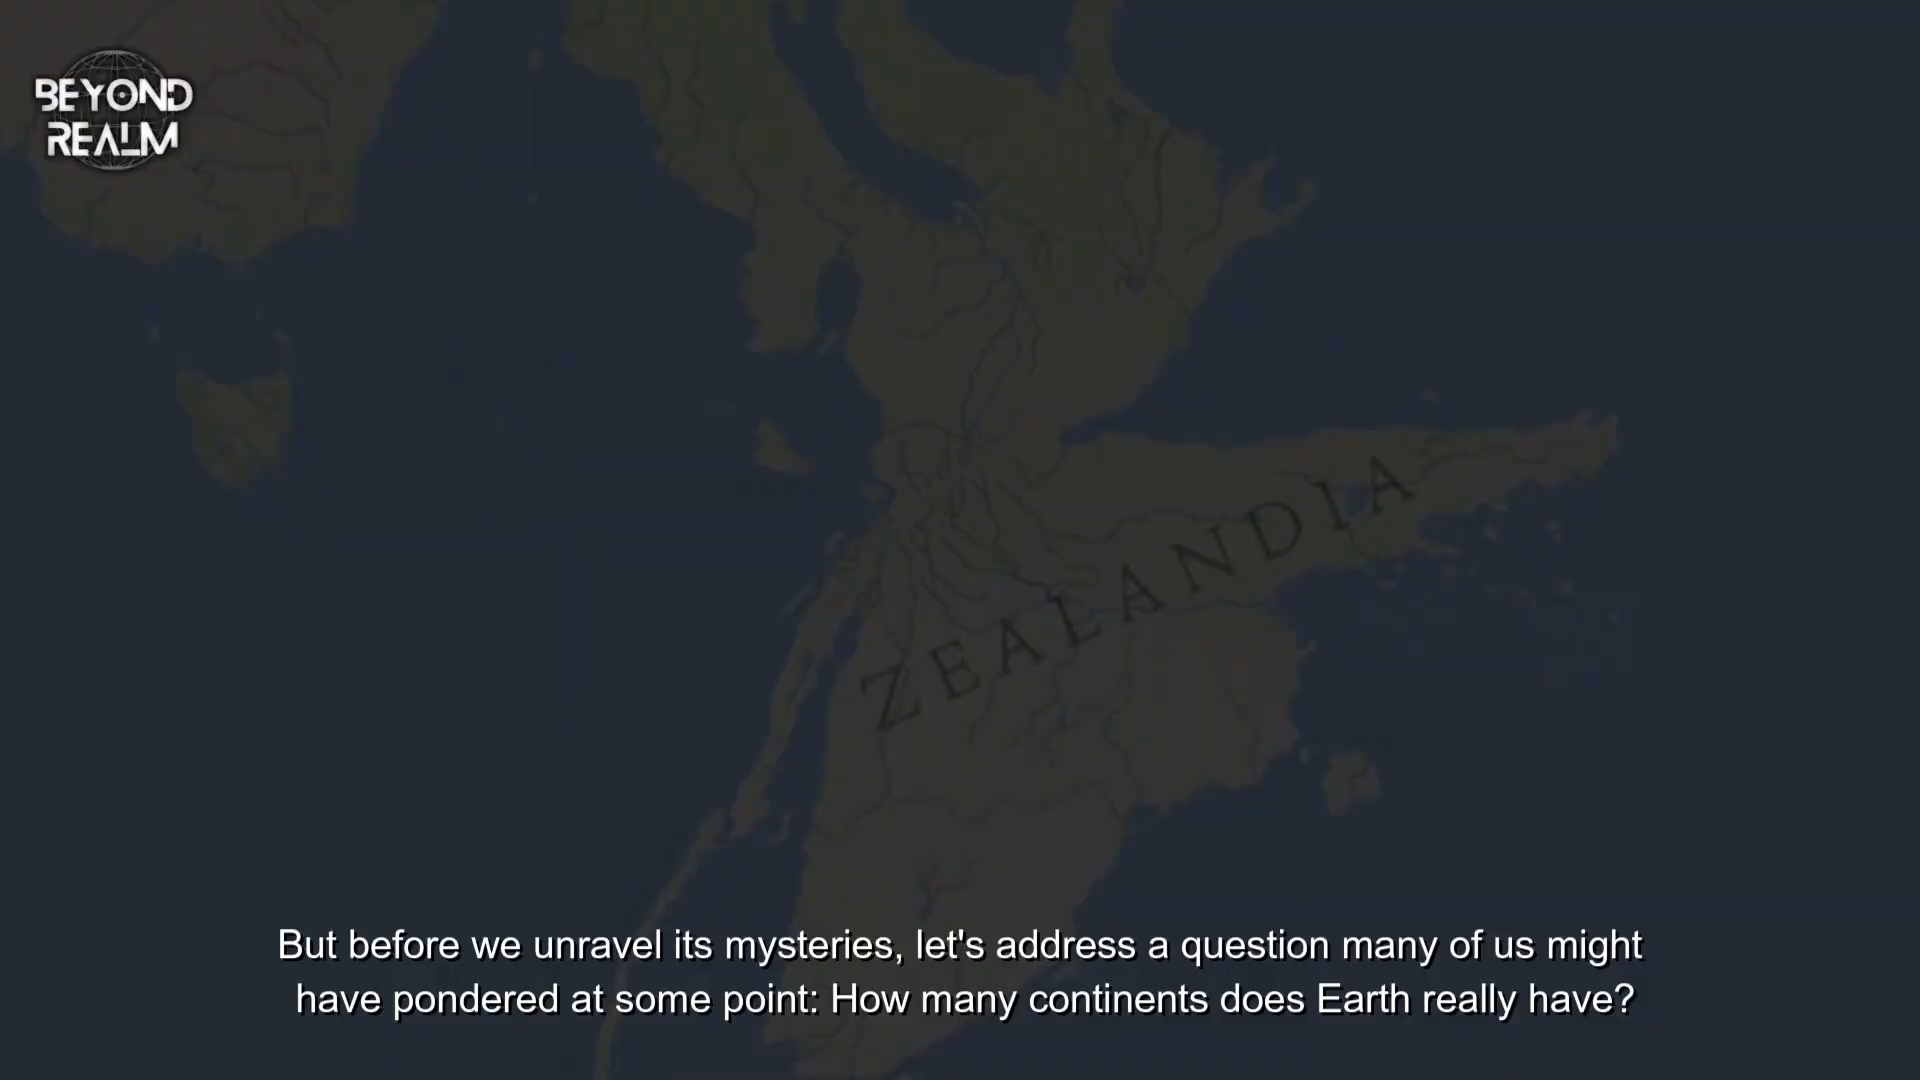 BEYOND
REALM
ZEALANDIA
But before we unravel its mysteries, let's address a question many of us might
have pondered at some point: How many continents does Earth really have?